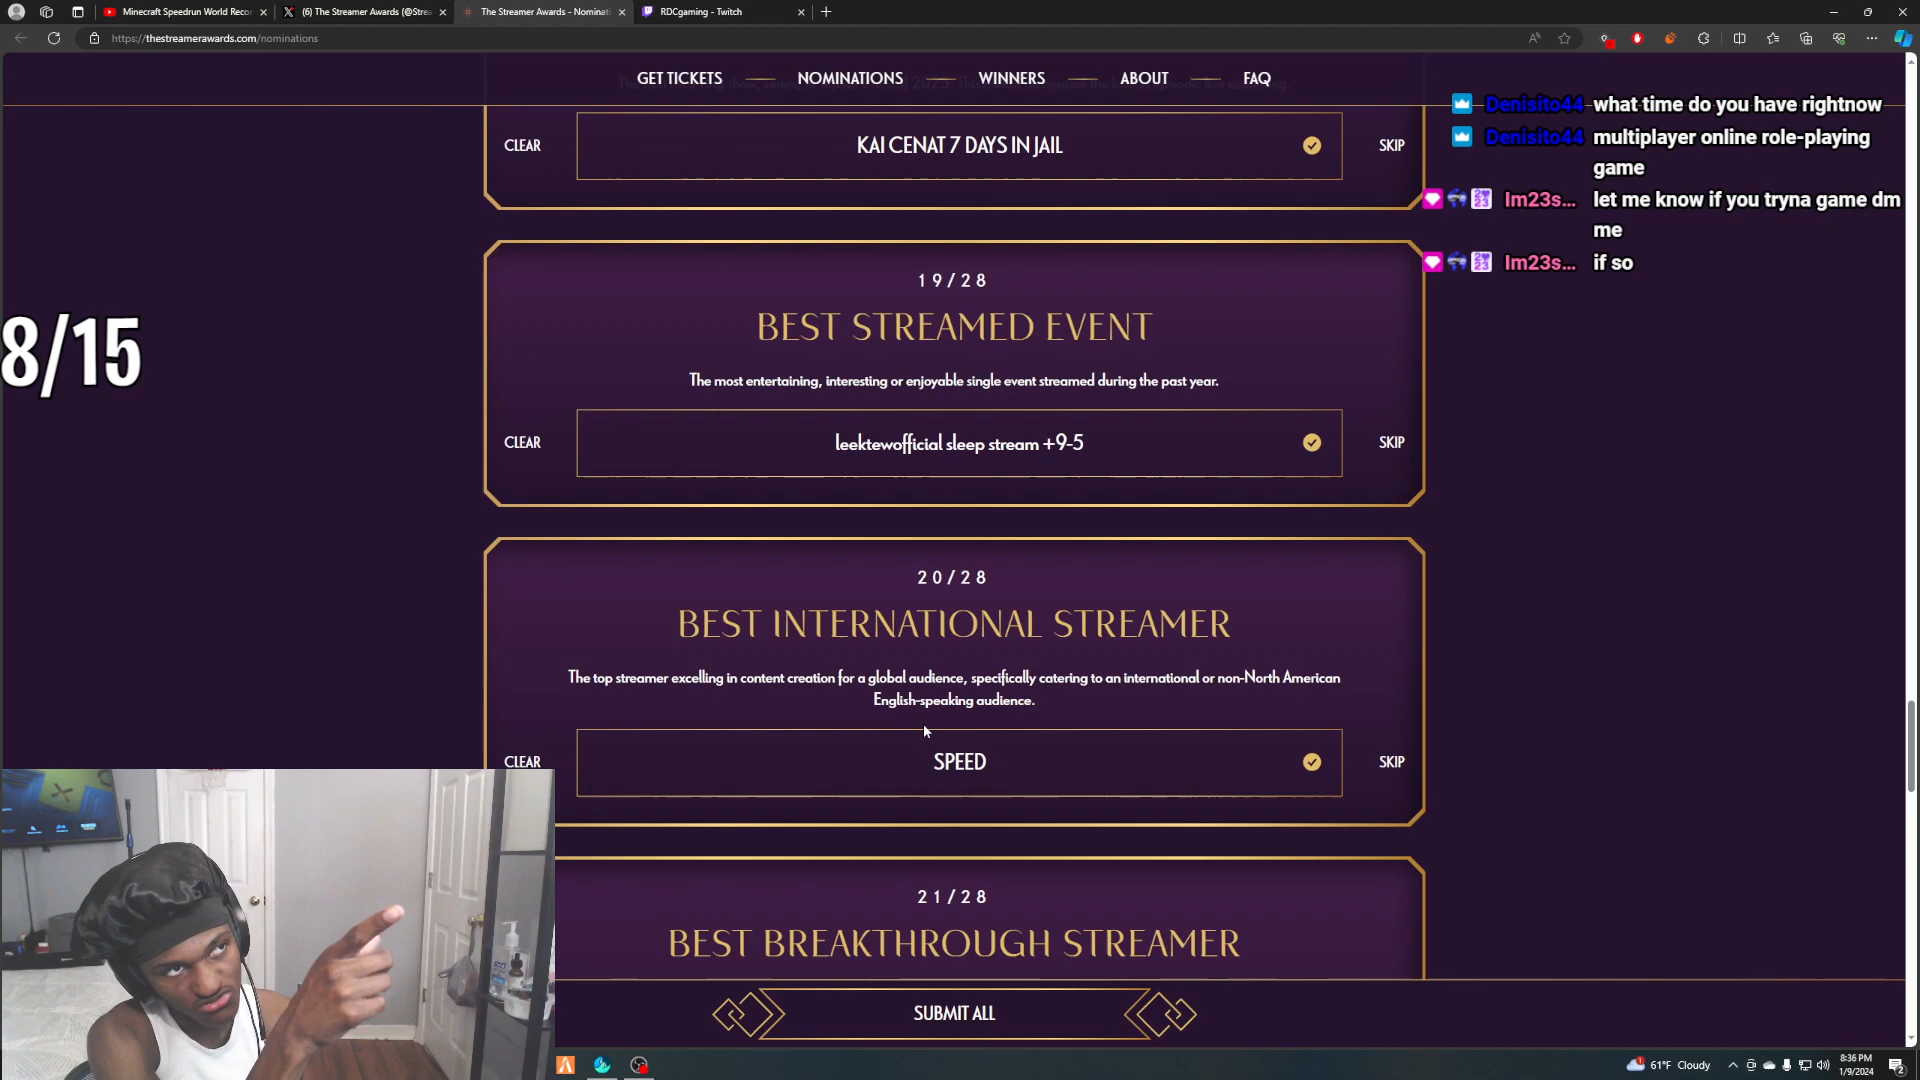 Minecraft Speedrun World Reco
(6) The Streamer Awards (@Strea
The Streamer Awards - Nominati
RDCgaming - Twitch
https://thestreamerawards.com/nominations
GET TICKETS
NOMINATIONS
WINNERS
ABOUT
FAQ
CLEAR
KAI CENAT 7 DAYS IN JAIL
SKIP
19/28
BEST STREAMED EVENT
The most entertaining, interesting or enjoyable single event streamed during the past year.
CLEAR
leektewofficial sleep stream +9-5
SKIP
20/28
BEST INTERNATIONAL STREAMER
The top streamer excelling in content creation for a global audience, specifically catering to an international or non-North American
English-speaking audience.
CLEAR
SPEED
SKIP
21/28
BEST BREAKTHROUGH STREAMER
SUBMIT ALL
8/15
Denisito44 what time do you have rightnow
Denisito44 multiplayer online role-playing
game
Im23s... let me know if you tryna game dm
me
Im23s... if so
61°F Cloudy
8:36 PM
1/9/2024